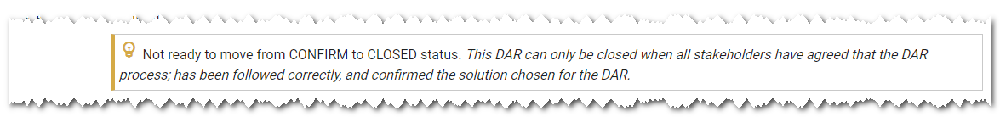 Not ready to move from CONFIRM to CLOSED status. This DAR can only be closed when all stakeholders have agreed that the DAR
process; has been followed correctly, and confirmed the solution chosen for the DAR.